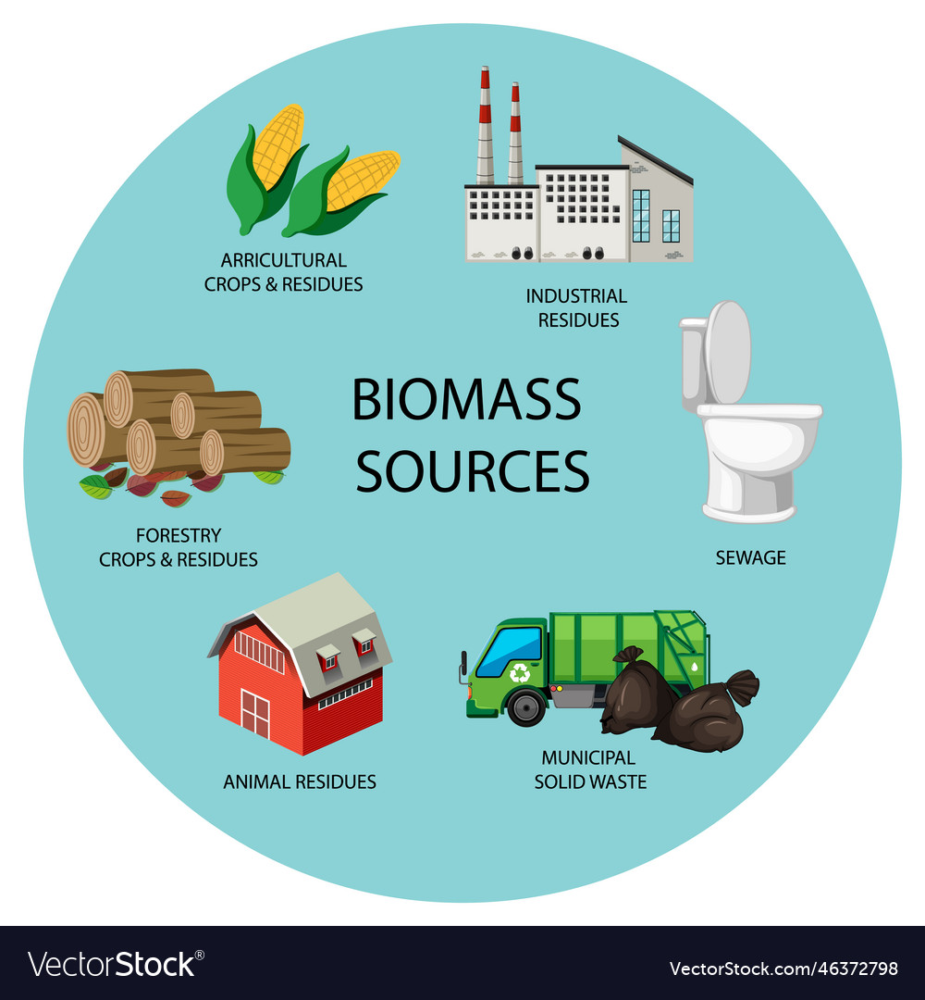 ARRICULTURAL
CROPS & RESIDUES
INDUSTRIAL
RESIDUES
BIOMASS
SOURCES
FORESTRY
CROPS & RESIDUES
SEWAGE
ANIMAL RESIDUES
MUNICIPAL
SOLID WASTE
VectorStock®
VectorStock.com/46372798